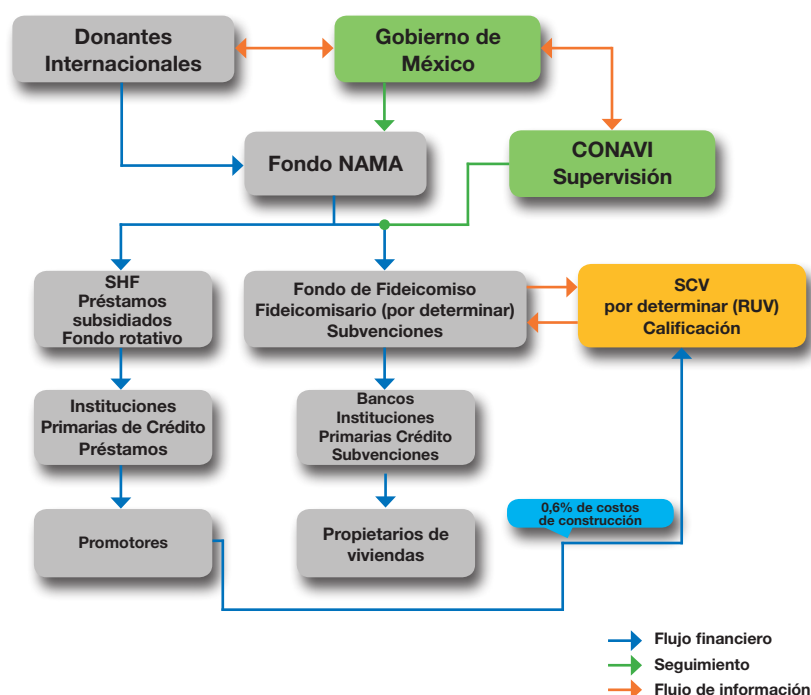 Donantes
Internacionales
Gobierno de
México
Fondo NAMA
CONAVI
Supervisión
SHF
Préstamos
subsidiados
Fondo rotativo
Fondo de Fideicomiso
Fideicomisario (por determinar)
Subvenciones
SCV
por determinar (RUV)
Calificación
Instituciones
Primarias de Crédito
Préstamos
Bancos
Instituciones
Primarias Crédito
Subvenciones
Promotores
Propietarios de
viviendas
0,6% de costos
de construcción
Flujo financiero
Seguimiento
Flujo de información